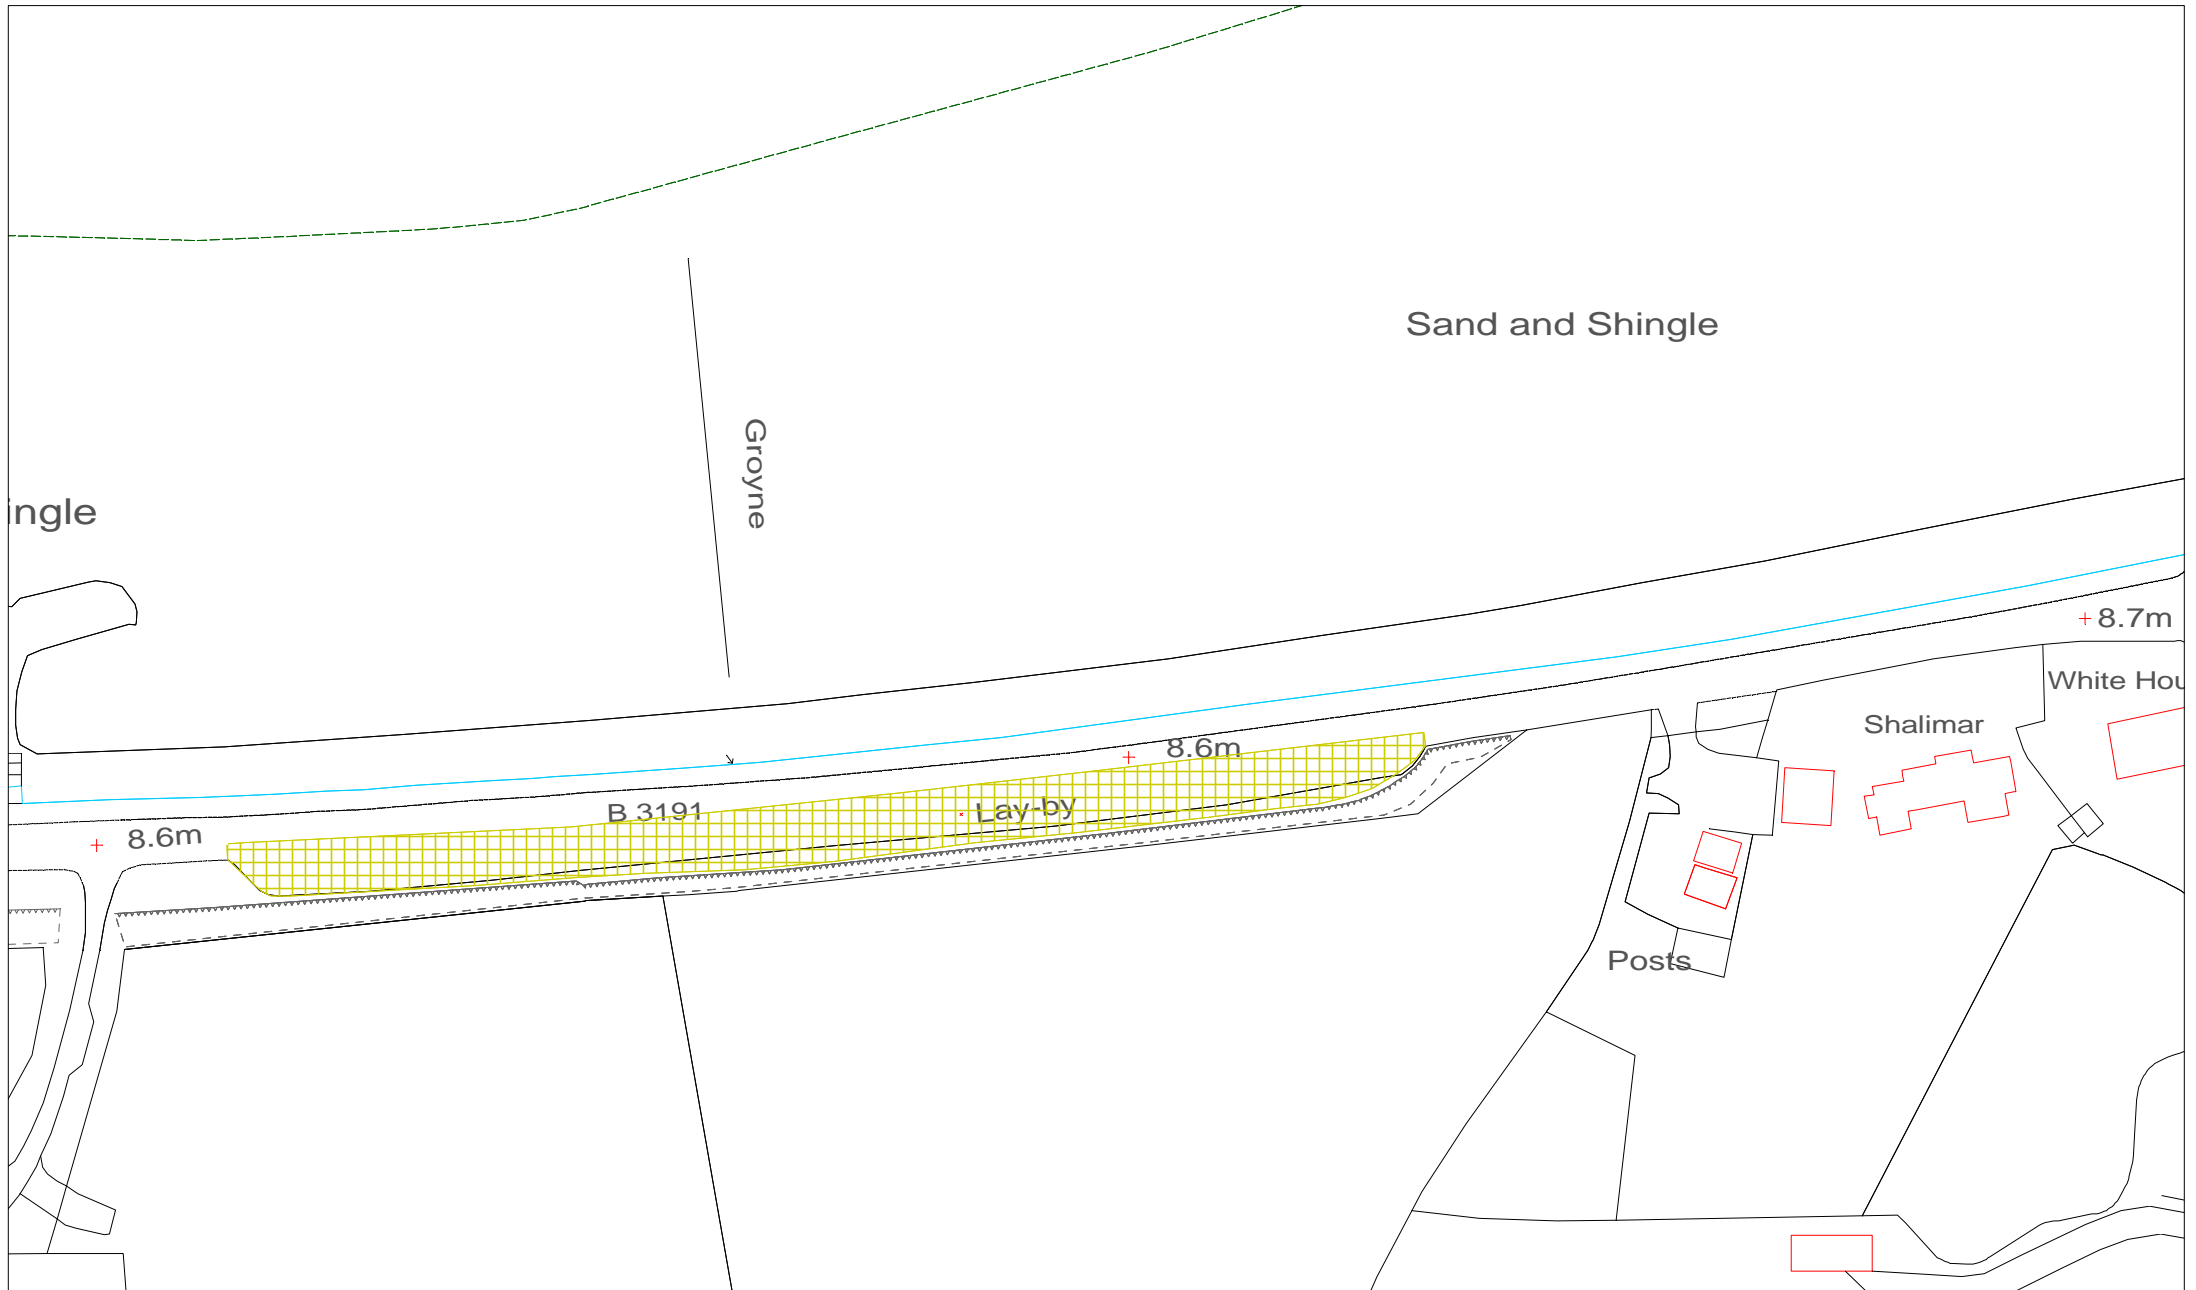 Sand and Shingle
Groyne
ingle
8.7m
White Hou
Shalimar
8.6m
B 3191
Lay-by
8.6m
Posts